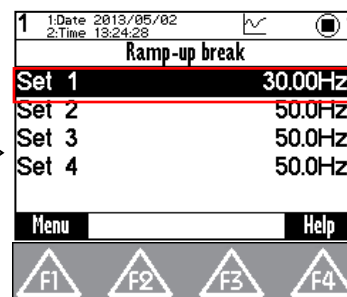 1 1:Date 2013/05/02
2:Time 13:24:28
Ramp-up break
Set 1 30.00Hz
Set 2 50.0Hz
Set 3 50.0Hz
Set 4 50.0Hz
Menu Help
F1 F2 F3 F4